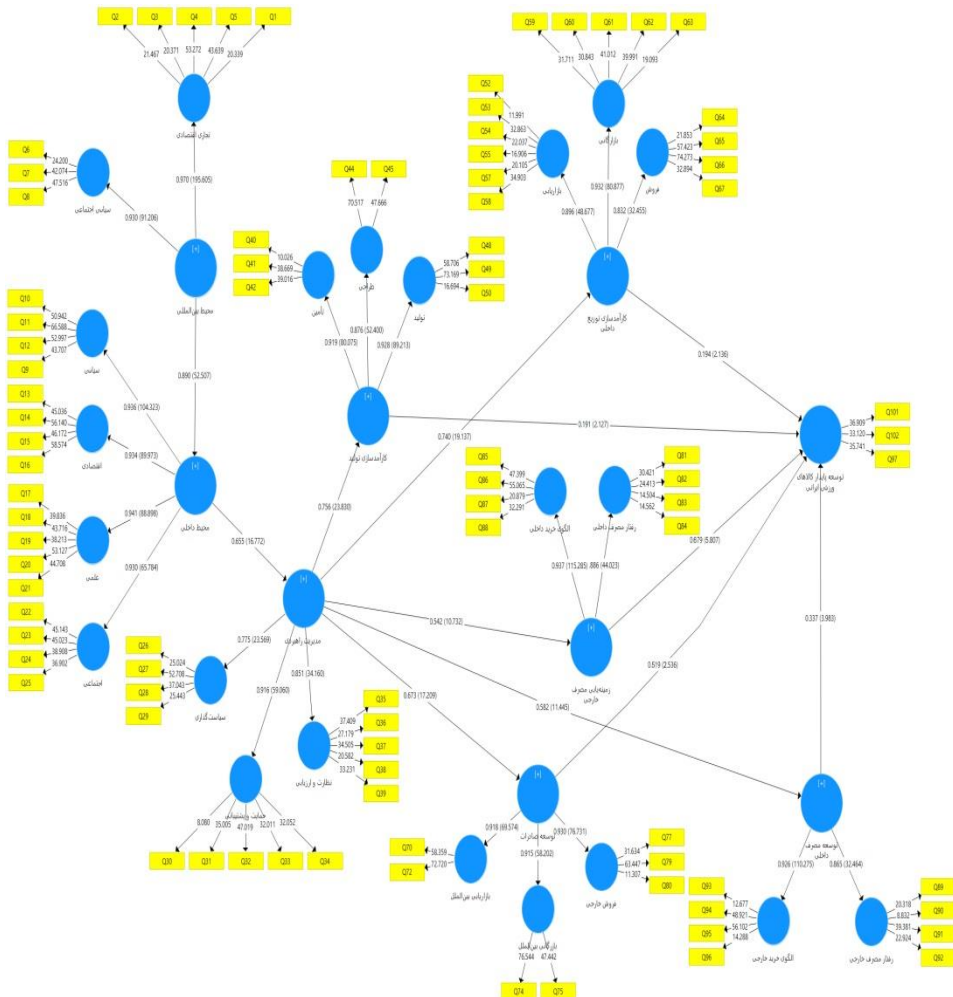 Q2 Q3 Q4 Q5 Q1
21.467 20.371 53.272 43.639 20.339
تجاری اقتصادی
Q6
Q7
Q8
24.200
42.074
47.516
سیاسی اجتماعی
0.930 (91.206)
0.970 (195.605)
[+]
محیط بین‌المللی
0.890 (52.507)
Q10
Q11
Q12
Q9
50.942
66.588
52.997
43.707
سیاسی
0.936 (104.323)
Q13
Q14
Q15
Q16
45.036
56.140
46.172
58.574
اقتصادی
0.934 (89.973)
Q17
Q18
Q19
Q20
Q21
39.836
43.716
38.213
53.127
44.708
علمی
0.941 (88.898)
Q22
Q23
Q24
Q25
45.143
45.023
38.908
36.902
اجتماعی
0.930 (65.784)
[+]
محیط داخلی
0.655 (16.772)
Q59 Q60 Q61 Q62 Q63
31.711 30.843 41.012 39.991 19.093
بازارگانی
Q52
Q53
Q54
Q55
Q57
Q58
11.991
32.863
22.037
16.906
20.105
34.903
بازاریابی
Q64
Q65
Q66
Q67
21.853
57.423
74.273
32.894
فروش
0.896 (48.677)
0.932 (80.877)
0.832 (32.455)
[+]
کارآمدسازی توزیع
داخلی
0.194 (2.136)
Q44 Q45
70.517 47.666
طراحی
Q40
Q41
Q42
10.026
38.669
39.016
تأمین
Q48
Q49
Q50
58.706
73.169
16.694
تولید
0.919 (80.075)
0.876 (52.400)
0.928 (89.213)
[+]
کارآمدسازی تولید
0.191 (2.127)
0.740 (19.137)
0.756 (23.830)
Q101
Q102
Q97
36.909
33.120
35.741
[+]
توسعه پایدار کالاهای
ورزشی ایرانی
Q85
Q86
Q87
Q88
47.399
55.065
20.879
32.291
الگوی خرید داخلی
Q81
Q82
Q83
Q84
30.421
24.413
14.504
14.562
رفتار مصرف داخلی
0.937 (115.285)
.886 (44.023)
0.679 (5.807)
[+]
زمینه‌یابی مصرف
خارجی
0.542 (10.732)
[+]
مدیریت راهبردی
0.775 (23.569)
Q26
Q27
Q28
Q29
25.024
52.708
37.043
25.443
سیاست‌گذاری
0.916 (59.060)
0.851 (34.160)
Q35
Q36
Q37
Q38
Q39
37.409
27.179
34.505
20.582
33.231
نظارت و ارزیابی
حمایت و پشتیبانی
8.060 35.005 47.019 32.011 32.052
Q30 Q31 Q32 Q33 Q34
0.673 (17.209)
0.582 (11.445)
0.519 (2.536)
0.337 (3.983)
[+]
توسعه صادرات
0.918 (69.574)
0.915 (58.202)
0.930 (76.731)
Q70
Q72
58.359
72.720
بازاریابی بین‌الملل
Q77
Q79
Q80
31.634
63.447
11.307
فروش خارجی
بازرگانی بین‌الملل
76.544 47.442
Q74 Q75
[+]
توسعه مصرف
داخلی
0.926 (110.275)
0.865 (32.464)
Q93
Q94
Q95
Q96
12.677
48.921
56.102
14.288
الگوی خرید خارجی
Q89
Q90
Q91
Q92
20.318
8.832
39.381
22.924
رفتار مصرف خارجی